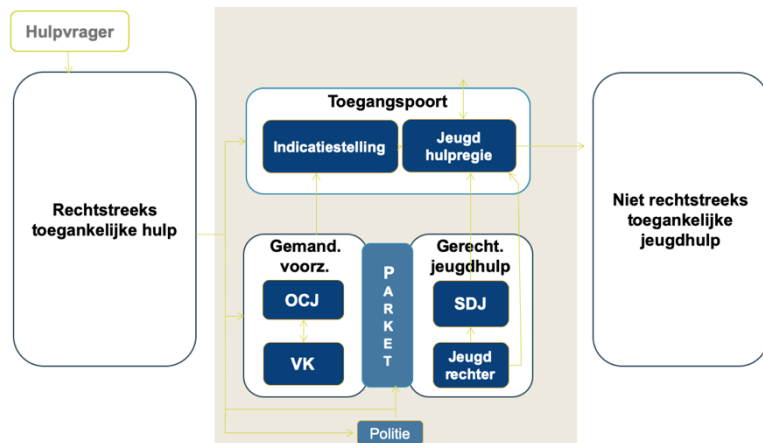 Hulpvrager
Rechtstreeks
toegankelijke hulp
Toegangspoort
Indicatiestelling
Jeugd
hulpregie
Gemand.
voorz.
OCJ
VK
PARKET
Gerecht.
jeugdhulp
SDJ
Jeugd
rechter
Politie
Niet rechtstreeks
toegankelijke
jeugdhulp